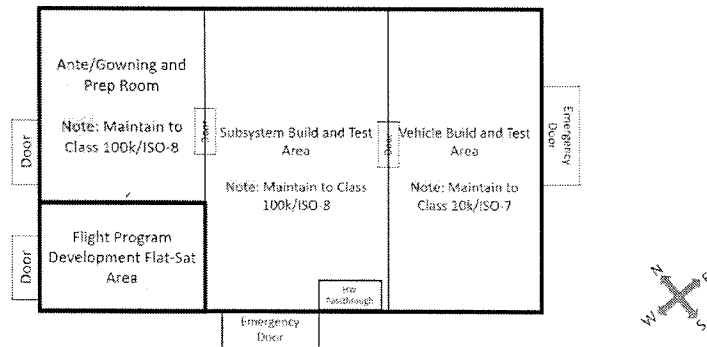 Ante/Gowning and
Prep Room
Note: Maintain to
Class 100k/ISO-8
Door
Door
Subsystem Build and Test
Area
Note: Maintain to Class
100k/ISO-8
Door
Vehicle Build and Test
Area
Note: Maintain to
Class 10k/ISO-7
Emergency
Door
Door
Flight Program
Development Flat-Sat
Area
HW
Passthrough
Emergency
Door
N
E
W
S